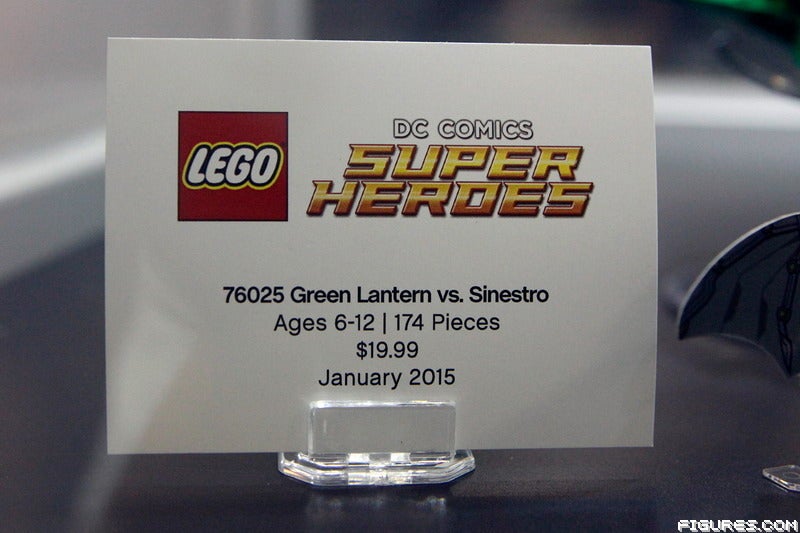 LEGO
DC COMICS
SUPER
HEROES
76025 Green Lantern vs. Sinestro
Ages 6-12 | 174 Pieces
$19.99
January 2015
FIGURES.COM